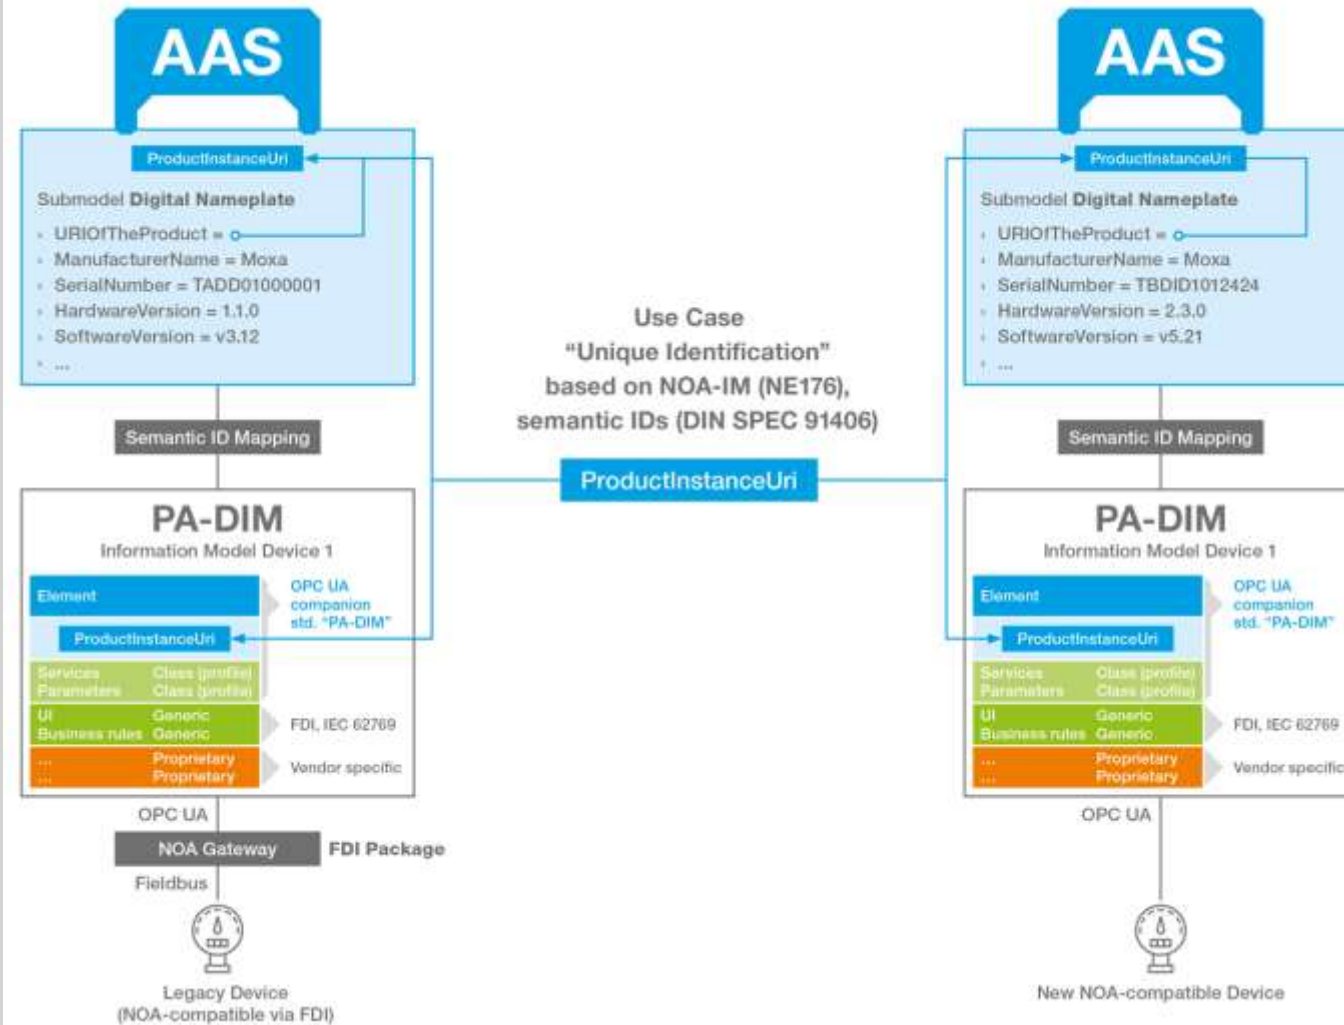 AAS
ProductInstanceUri
Submodel Digital Nameplate
URIOfTheProduct =
ManufacturerName = Moxa
SerialNumber = TADD01000001
HardwareVersion = 1.1.0
SoftwareVersion = v3.12
...
Semantic ID Mapping
PA-DIM
Information Model Device 1
Element
OPC UA
companion
std. "PA-DIM"
ProductInstanceUri
Services Class (profile)
Parameters Class (profile)
UI Generic
Business rules Generic
FDI, IEC 62769
... Proprietary
... Proprietary
Vendor specific
OPC UA
NOA Gateway
FDI Package
Fieldbus
Legacy Device
(NOA-compatible via FDI)
Use Case
“Unique Identification”
based on NOA-IM (NE176),
semantic IDs (DIN SPEC 91406)
ProductInstanceUri
AAS
ProductInstanceUri
Submodel Digital Nameplate
URIOfTheProduct =
ManufacturerName = Moxa
SerialNumber = TBDID1012424
HardwareVersion = 2.3.0
SoftwareVersion = v5.21
...
Semantic ID Mapping
PA-DIM
Information Model Device 1
Element
OPC UA
companion
std. "PA-DIM"
ProductInstanceUri
Services Class (profile)
Parameters Class (profile)
UI Generic
Business rules Generic
FDI, IEC 62769
... Proprietary
... Proprietary
Vendor specific
OPC UA
New NOA-compatible Device